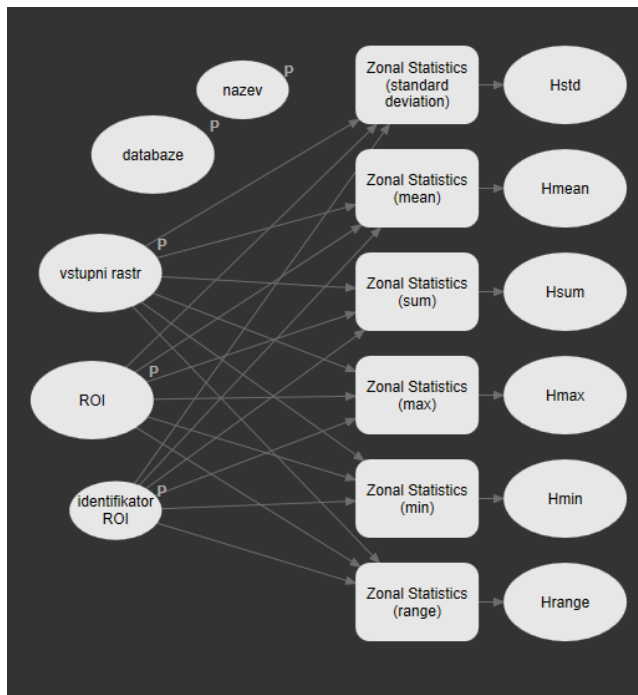 nazev
P
databaze
P
vstupni rastr
P
ROI
P
identifikator
ROI
P
Zonal Statistics
(standard
deviation)
Hstd
Zonal Statistics
(mean)
Hmean
Zonal Statistics
(sum)
Hsum
Zonal Statistics
(max)
Hmax
Zonal Statistics
(min)
Hmin
Zonal Statistics
(range)
Hrange